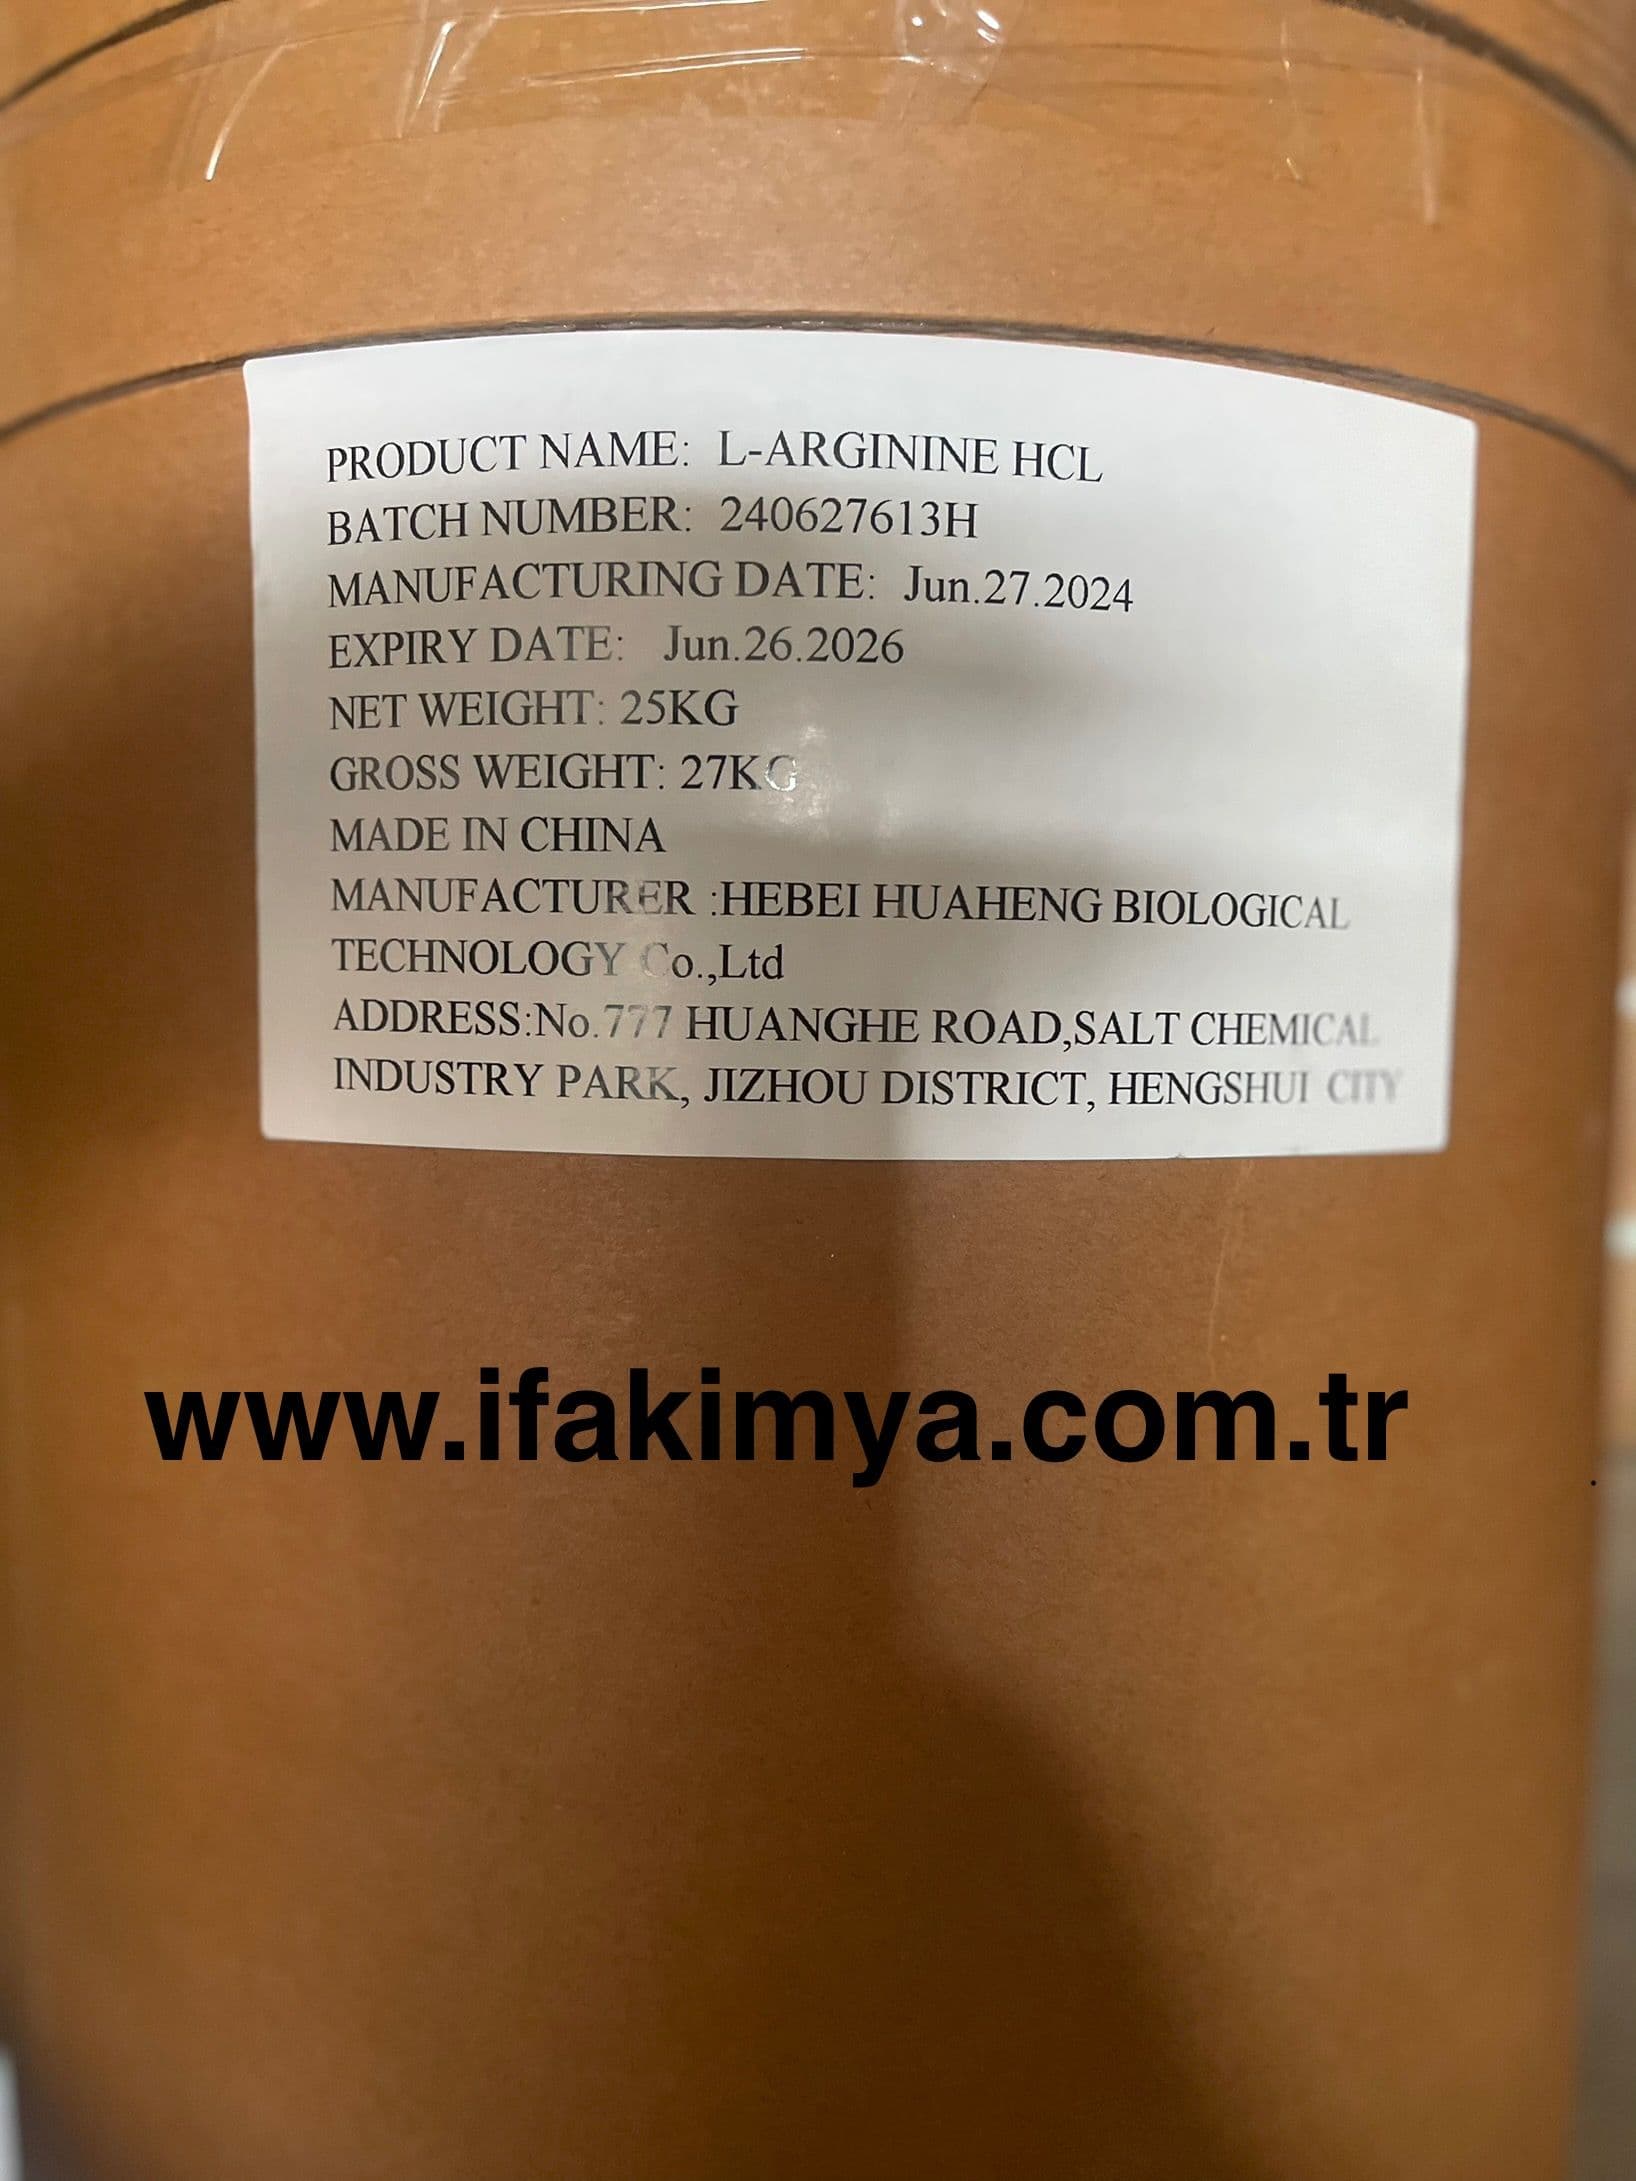 PRODUCT NAME: L-ARGININE HCL
BATCH NUMBER: 240627613H
MANUFACTURING DATE: Jun.27.2024
EXPIRY DATE: Jun.26.2026
NET WEIGHT: 25KG
GROSS WEIGHT: 27KG
MADE IN CHINA
MANUFACTURER :HEBEI HUAHENG BIOLOGICAL
TECHNOLOGY Co.,Ltd
ADDRESS:No.777 HUANGHE ROAD,SALT CHEMICAL
INDUSTRY PARK, JIZHOU DISTRICT, HENGSHUI CITY
www.ifakimya.com.tr